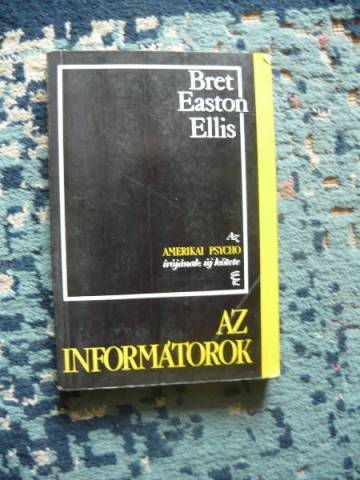 Bret
Easton
Ellis
Az
AMERIKAI PSYCHO
írójának új kötete
AZ
INFORMÁTOROK